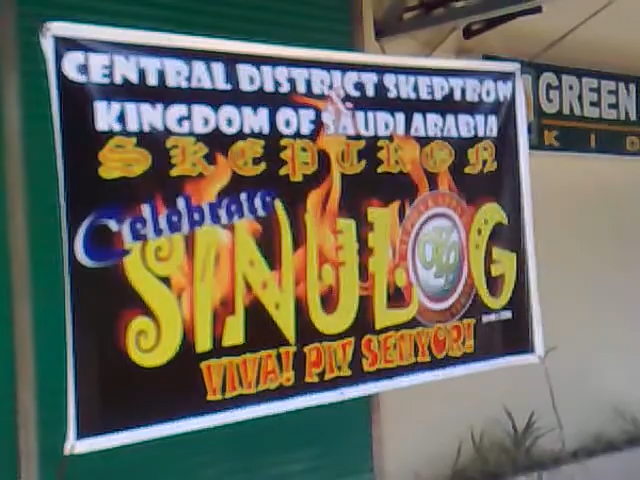 CENTRAL DISTRICT SKEPTRON
KINGDOM OF SAUDI ARABIA
SKEPTRON
Celebrate
SINULOG
VIVA! PIT SENYOR!
GREEN
KID